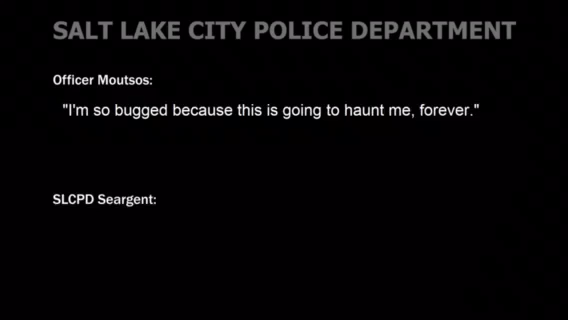 SALT LAKE CITY POLICE DEPARTMENT
Officer Moutsos:
"I'm so bugged because this is going to haunt me, forever."
SLCPD Seargent: